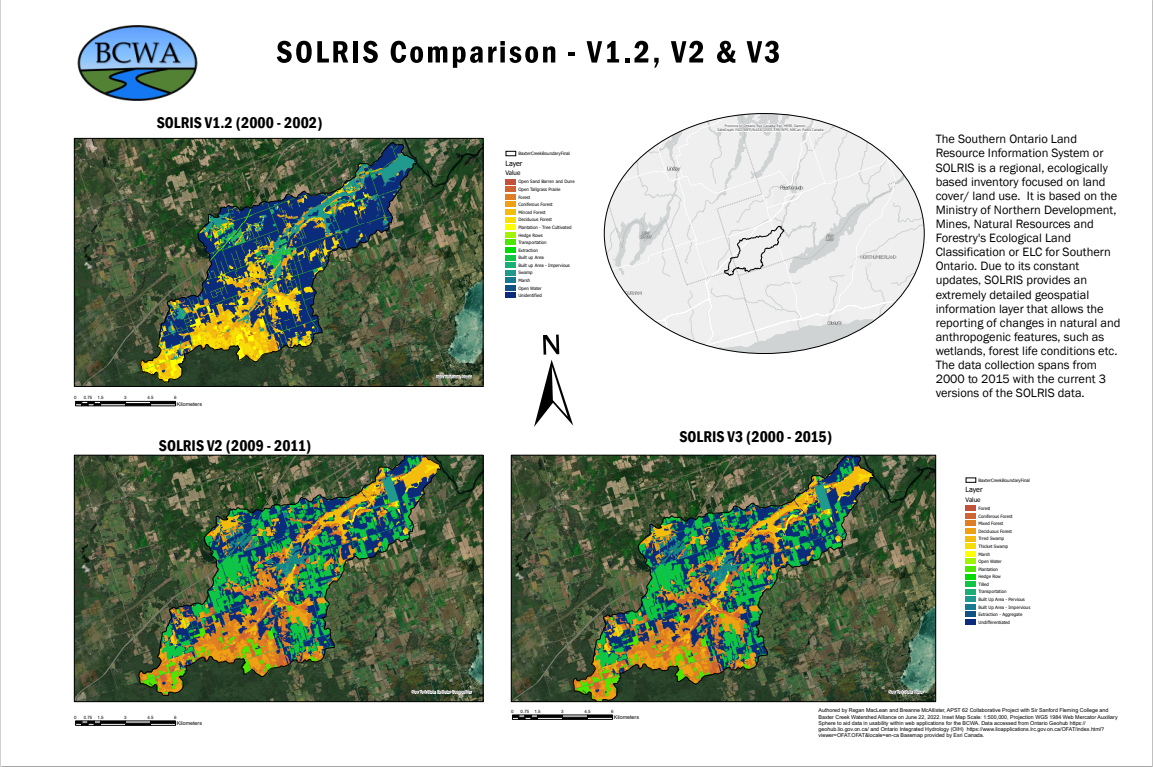 BCWA
SOLRIS Comparison - V1.2, V2 & V3
SOLRIS V1.2 (2000 - 2002)
BaxterCreekBoundaryFinal
Layer
Value
Open Sand Barren and Dune
Open Tallgrass Prairie
Forest
Coniferous Forest
Minced Forest
Deciduous Forest
Plantation - Tree Cultivated
Hedge Rows
Transportation
Extraction
Built up Area
Built up Area - Impervious
Swamp
Marsh
Open Water
Unidentified
Lindsay
Peterborough
NORTHUMBERLAND
The Southern Ontario Land
Resource Information System or
SOLRIS is a regional, ecologically
based inventory focused on land
cover/ land use. It is based on the
Ministry of Northern Development,
Mines, Natural Resources and
Forestry's Ecological Land
Classification or ELC for Southern
Ontario. Due to its constant
updates, SOLRIS provides an
extremely detailed geospatial
information layer that allows the
reporting of changes in natural and
anthropogenic features, such as
wetlands, forest life conditions etc.
The data collection spans from
2000 to 2015 with the current 3
versions of the SOLRIS data.
0 0.75 1.5 3 4.5 6
Kilometers
N
SOLRIS V2 (2009 - 2011)
0 0.75 1.5 3 4.5 6
Kilometers
SOLRIS V3 (2000 - 2015)
0 0.75 1.5 3 4.5 6
Kilometers
BaxterCreekBoundaryFinal
Layer
Value
Forest
Coniferous Forest
Mixed Forest
Deciduous Forest
Treed Swamp
Thicket Swamp
Marsh
Open Water
Plantation
Hedge Row
Tilled
Transportation
Built Up Area - Pervious
Built Up Area - Impervious
Extraction - Aggregate
Undifferentiated
Authored by Regan MacLean and Breanne McAllister, APST 62 Collaborative Project with Sir Sanford Fleming College and
Baxter Creek Watershed Alliance on June 22, 2022. Inset Map Scale: 1:500,000, Projection WGS 1984 Web Mercator Auxiliary
Sphere to aid data in usability within web applications for the BCWA. Data accessed from Ontario Geohub https://
geohub.lio.gov.on.ca/ and Ontario Integrated Hydrology (OIH) https://www.lioapplications.lrc.gov.on.ca/OFAT/index.html?
viewer=OFAT.OFAT&locale=en-ca Basemap provided by Esri Canada.